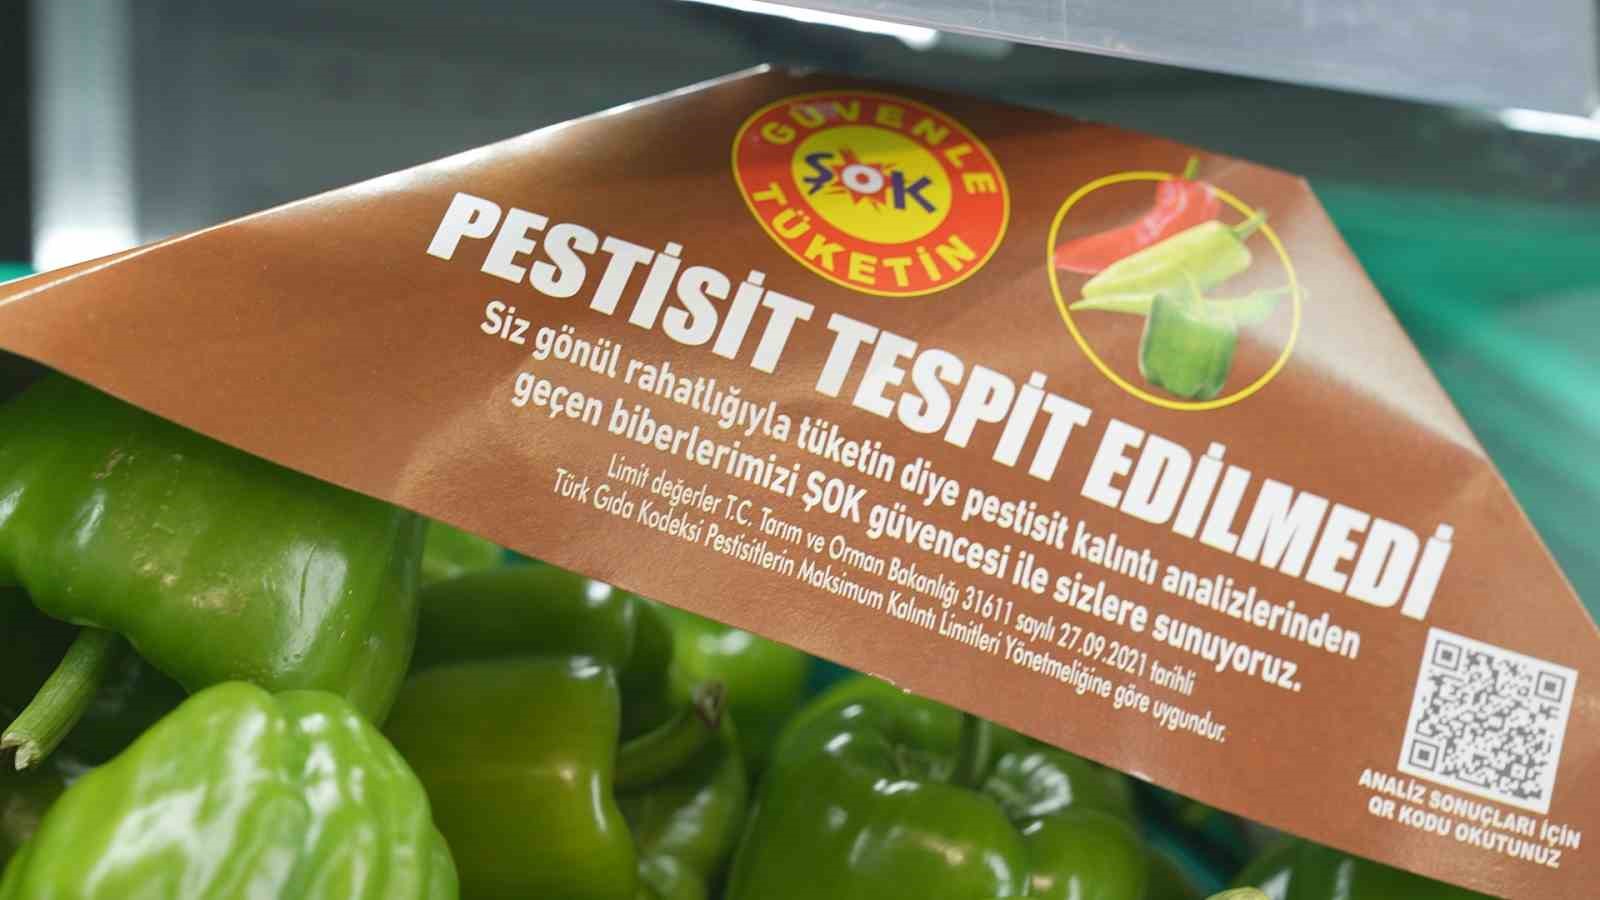 GÜVENLE
ŞOK
TÜKETİN
PESTİSİT TESPİT EDİLMEDİ
Siz gönül rahatlığıyla tüketin diye pestisit kalıntı analizlerinden
geçen biberlerimizi ŞOK güvencesi ile sizlere sunuyoruz.
Limit değerler T.C. Tarım ve Orman Bakanlığı 31611 sayılı 27.09.2021 tarihli
Türk Gıda Kodeksi Pestisitlerin Maksimum Kalıntı Limitleri Yönetmeliğine göre uygundur.
ANALİZ SONUÇLARI İÇİN
QR KODU OKUTUNUZ